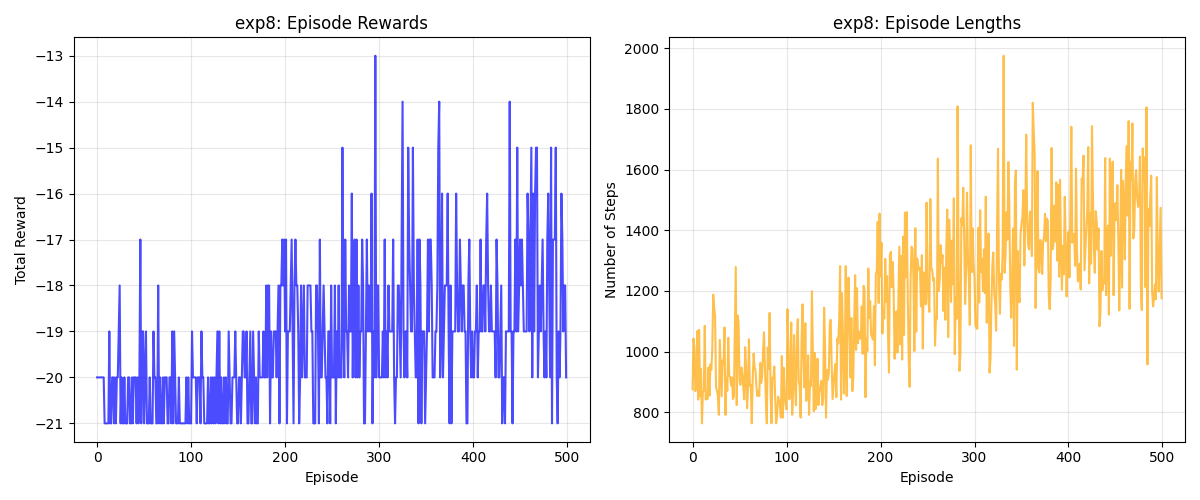 exp8: Episode Rewards
Total Reward
−13
−14
−15
−16
−17
−18
−19
−20
−21
0 100 200 300 400 500
Episode
exp8: Episode Lengths
Number of Steps
2000
1800
1600
1400
1200
1000
800
0 100 200 300 400 500
Episode